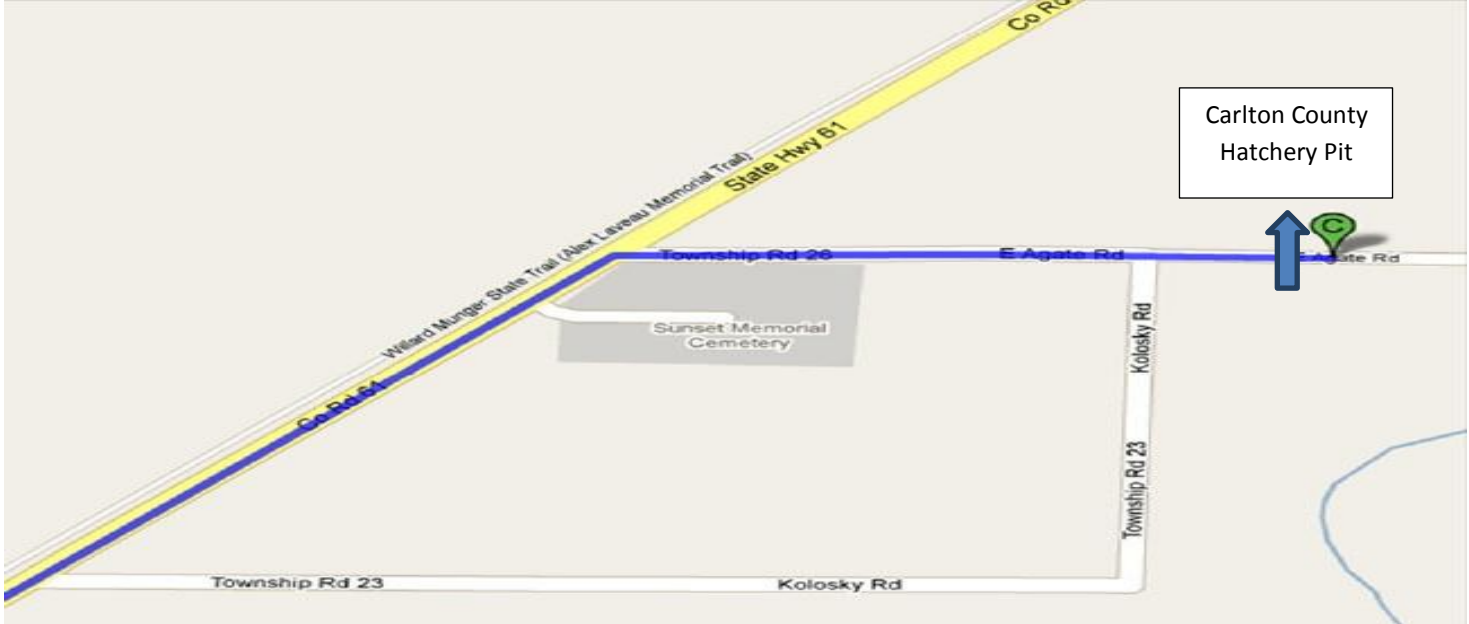 Co Rd
Carlton County
Hatchery Pit
State Hwy 61
Willard Munger State Trail (Alex Laveau Memorial Trail)
C
Township Rd 26
E Agate Rd
E Agate Rd
Kolosky Rd
Sunset Memorial
Cemetery
Co Rd 61
Township Rd 23
Township Rd 23
Kolosky Rd